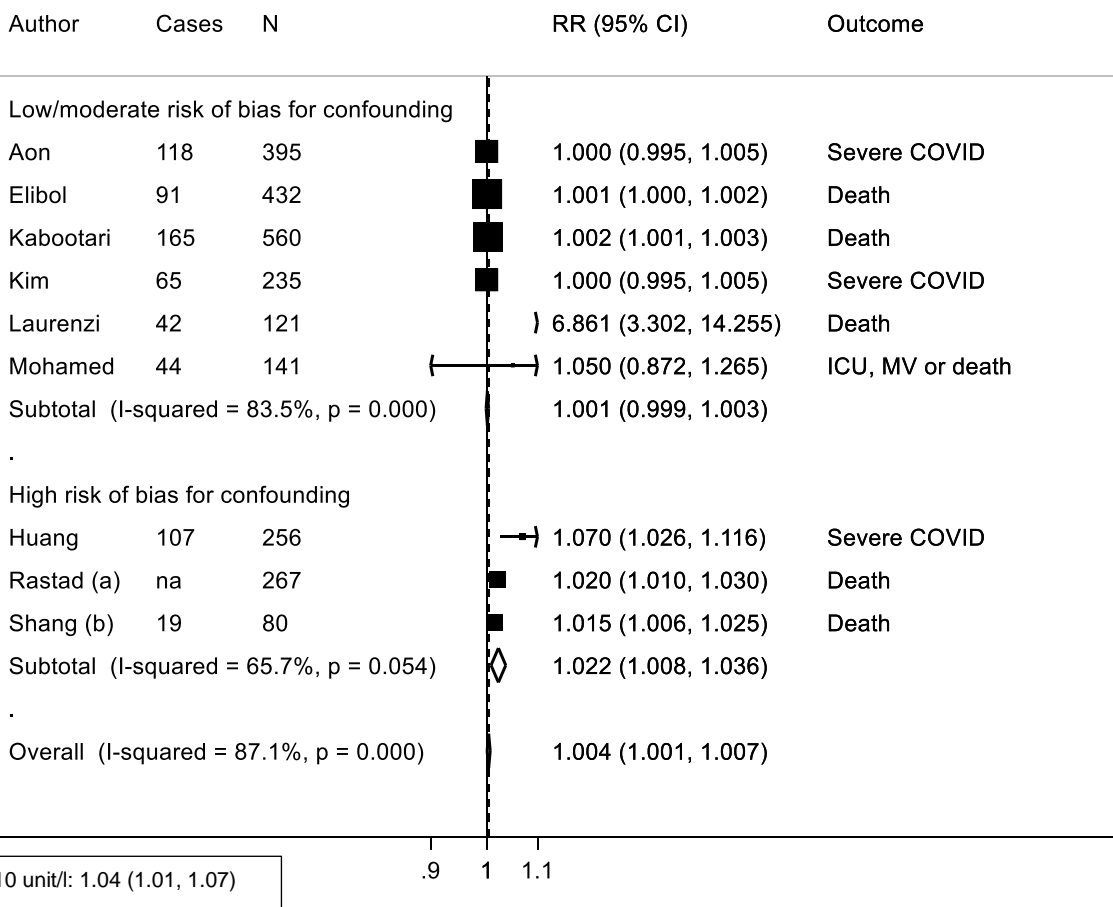 Author Cases N RR (95% CI) Outcome
Low/moderate risk of bias for confounding
Aon 118 395 1.000 (0.995, 1.005) Severe COVID
Elibol 91 432 1.001 (1.000, 1.002) Death
Kabootari 165 560 1.002 (1.001, 1.003) Death
Kim 65 235 1.000 (0.995, 1.005) Severe COVID
Laurenzi 42 121 6.861 (3.302, 14.255) Death
Mohamed 44 141 1.050 (0.872, 1.265) ICU, MV or death
Subtotal (I-squared = 83.5%, p = 0.000) 1.001 (0.999, 1.003)
.
High risk of bias for confounding
Huang 107 256 1.070 (1.026, 1.116) Severe COVID
Rastad (a) na 267 1.020 (1.010, 1.030) Death
Shang (b) 19 80 1.015 (1.006, 1.025) Death
Subtotal (I-squared = 65.7%, p = 0.054) 1.022 (1.008, 1.036)
.
Overall (I-squared = 87.1%, p = 0.000) 1.004 (1.001, 1.007)
.9 1 1.1
10 unit/l: 1.04 (1.01, 1.07)